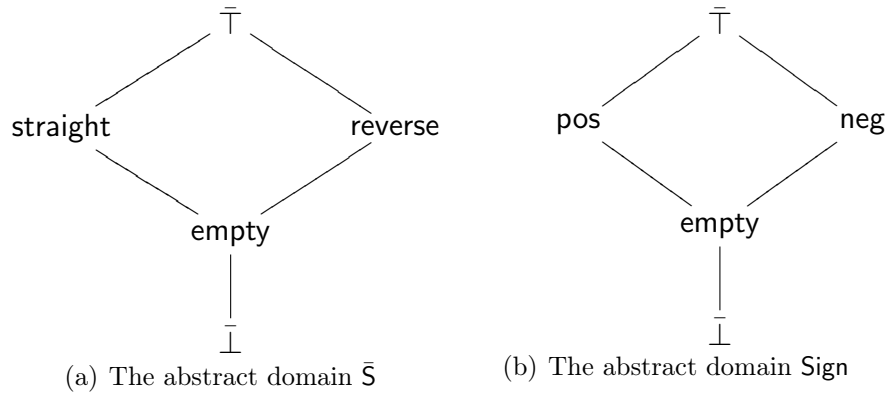 ⊤̄
⊤̄
straight
reverse
pos
neg
empty
empty
⊥̄
⊥̄
(a) The abstract domain S̄
(b) The abstract domain Sign